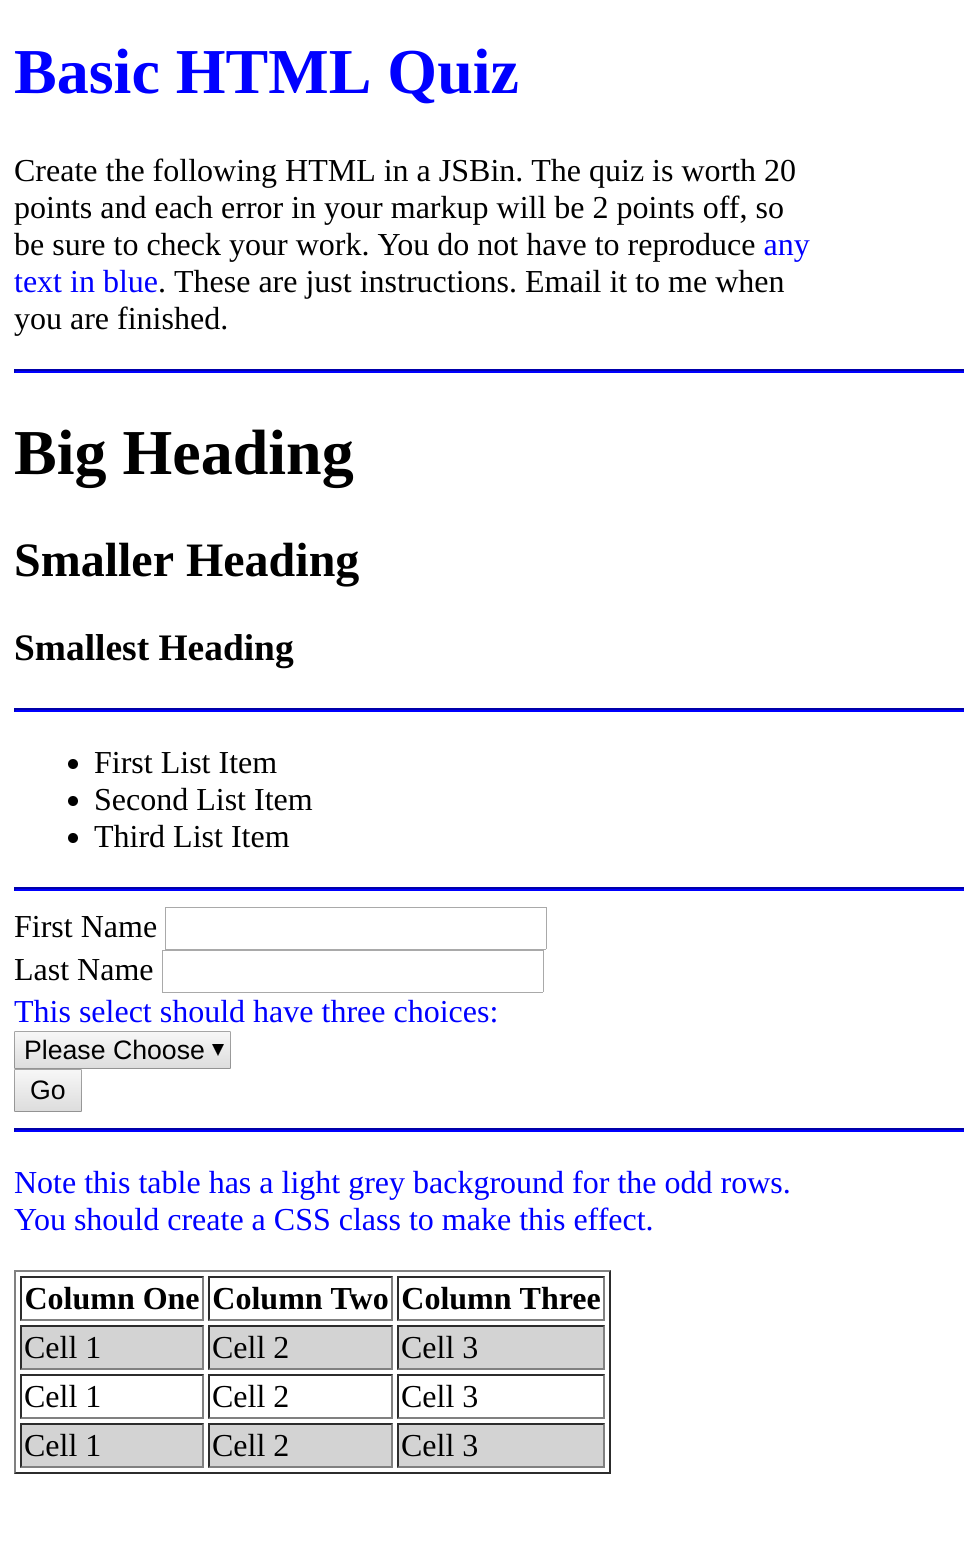 Basic HTML Quiz
Create the following HTML in a JSBin. The quiz is worth 20
points and each error in your markup will be 2 points off, so
be sure to check your work. You do not have to reproduce any
text in blue. These are just instructions. Email it to me when
you are finished.
Big Heading
Smaller Heading
Smallest Heading
First List Item
Second List Item
Third List Item
First Name
Last Name
This select should have three choices:
Please Choose
Go
Note this table has a light grey background for the odd rows.
You should create a CSS class to make this effect.
Column One Column Two Column Three
Cell 1 Cell 2 Cell 3
Cell 1 Cell 2 Cell 3
Cell 1 Cell 2 Cell 3